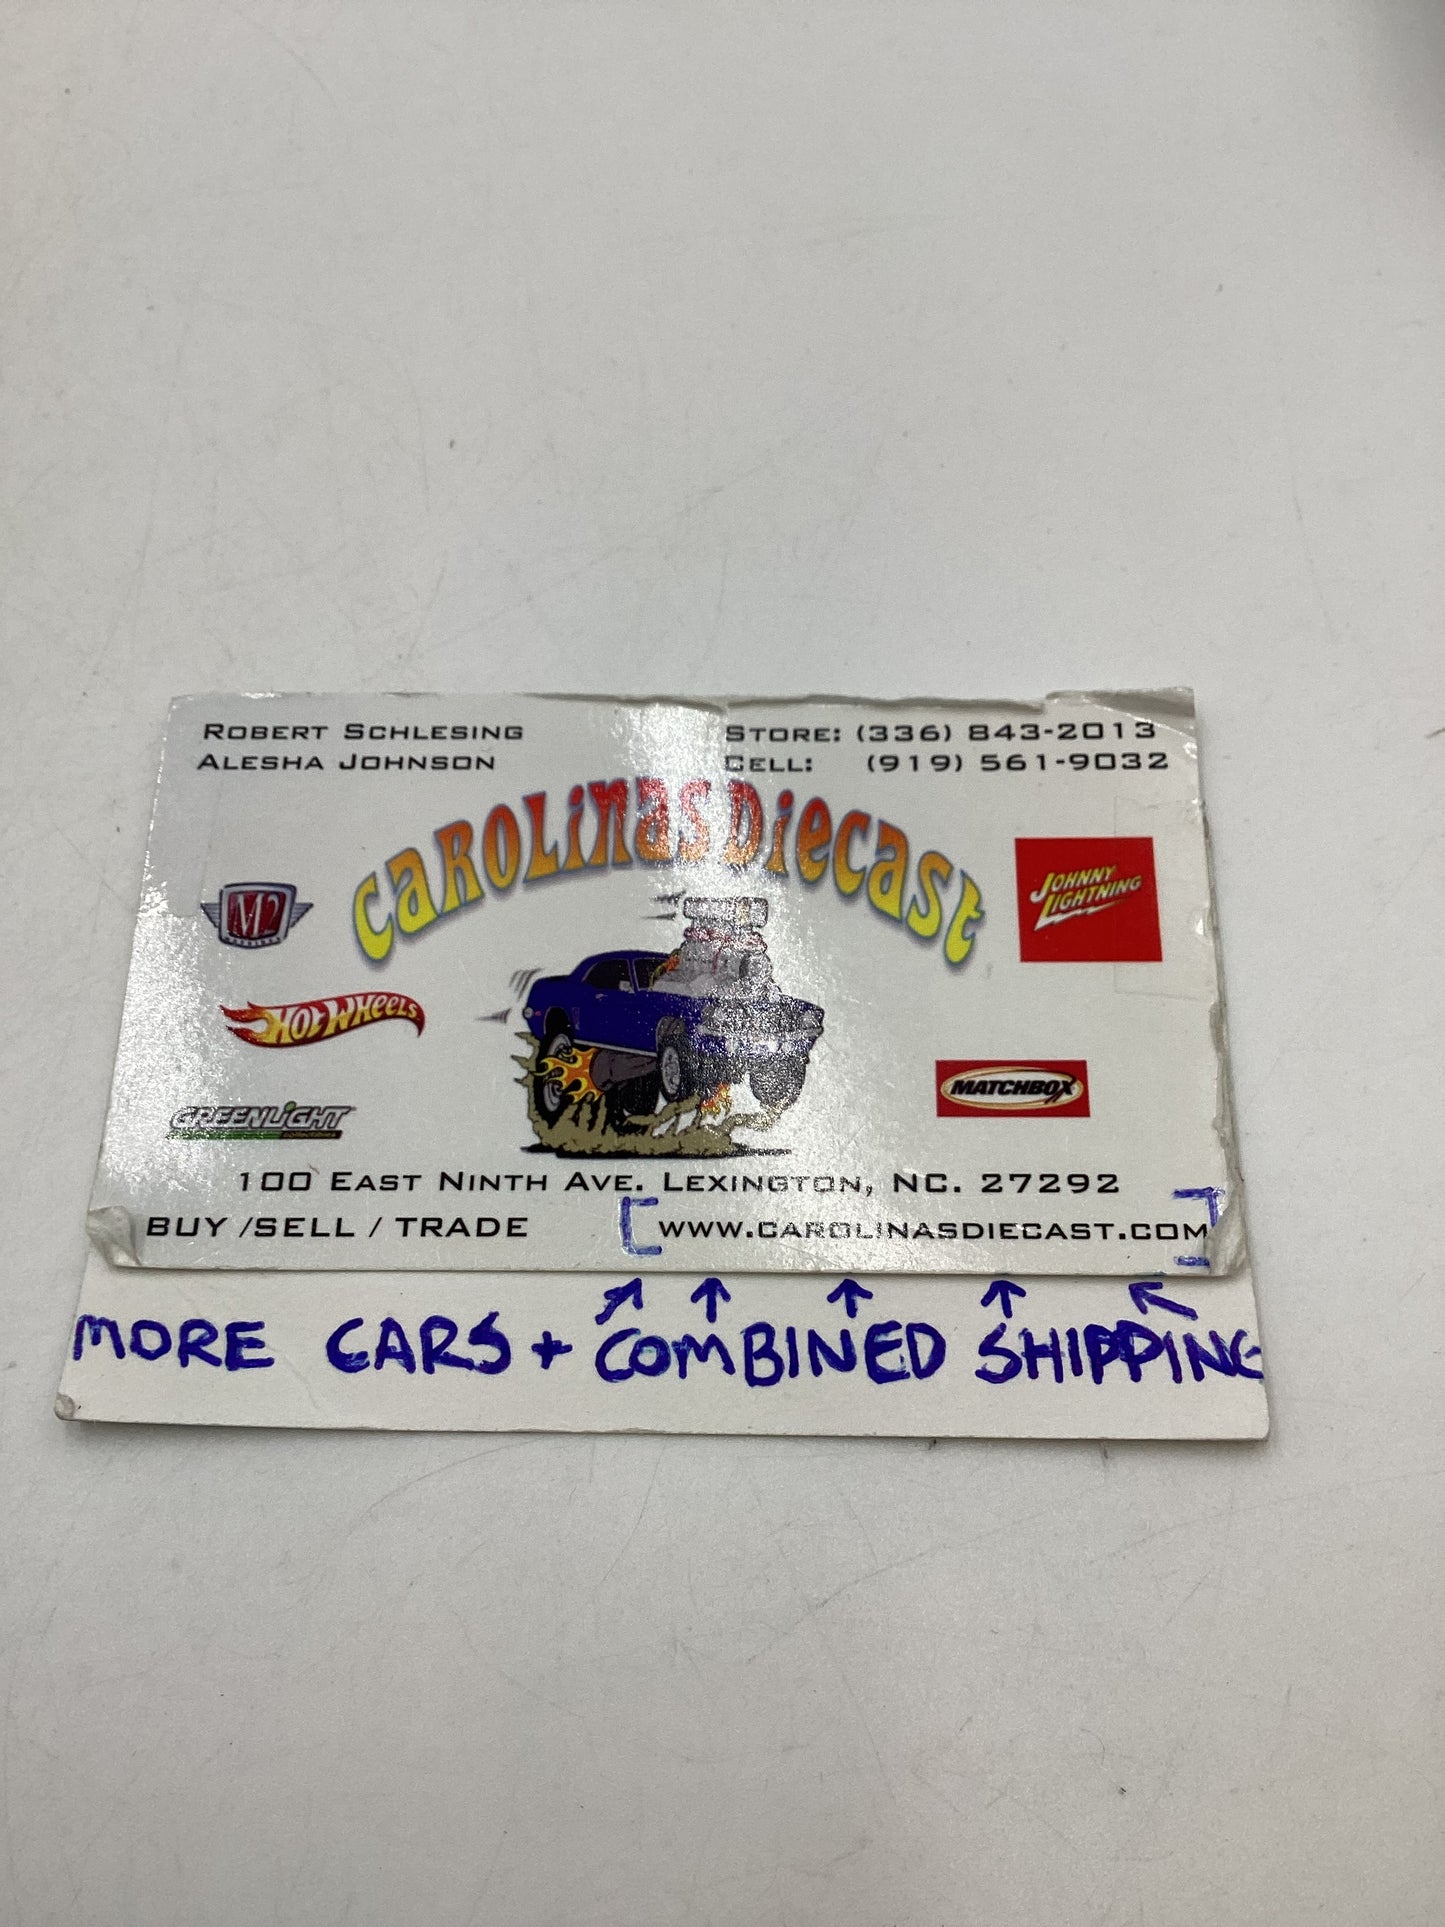 ROBERT SCHLESING
ALESHA JOHNSON
STORE: (336) 843-2013
CELL: (919) 561-9032
CAROLINAS DIECAST
M2
JOHNNY LIGHTNING
HOT WHEELS
MATCHBOX
GREENLIGHT
100 EAST NINTH AVE. LEXINGTON, NC. 27292
BUY /SELL / TRADE [WWW.CAROLINASDIECAST.COM]
MORE CARS + COMBINED SHIPPING